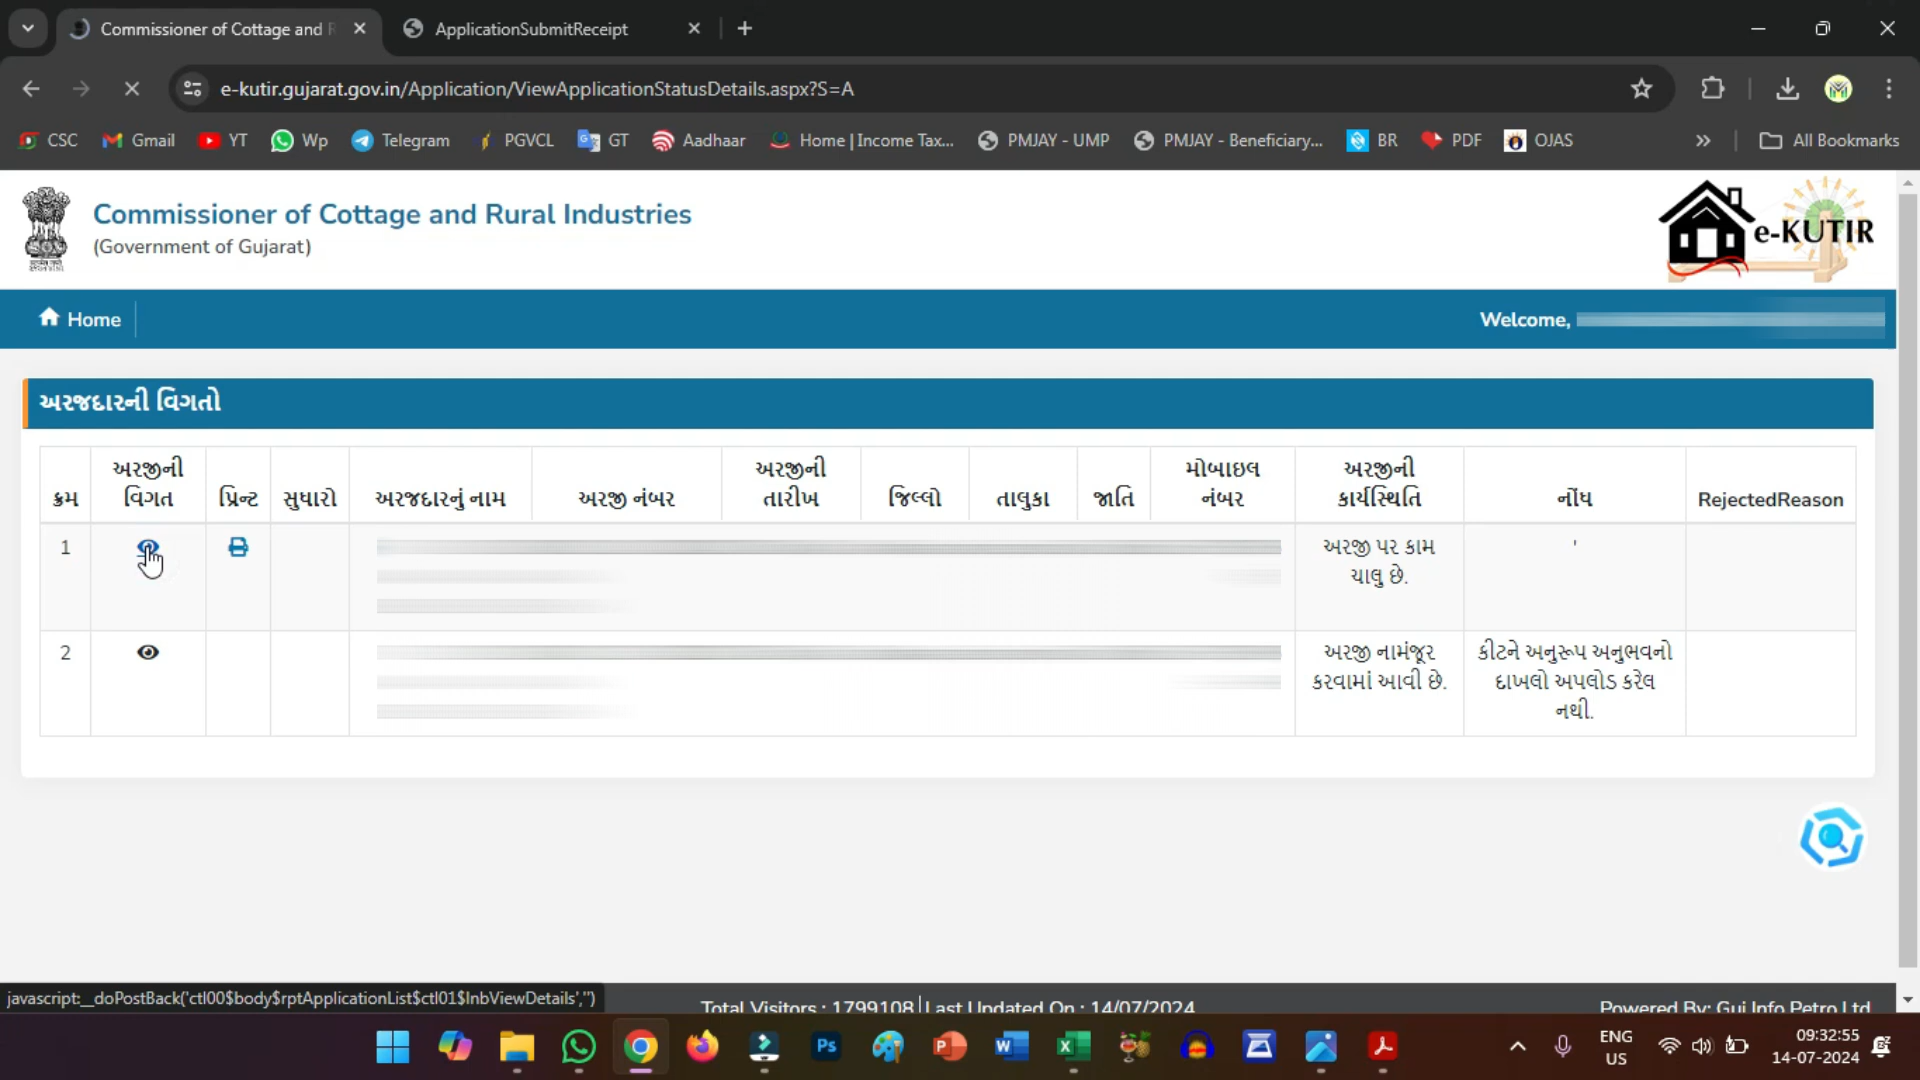 Commissioner of Cottage and R
ApplicationSubmitReceipt
e-kutir.gujarat.gov.in/Application/ViewApplicationStatusDetails.aspx?S=A
CSC Gmail YT Wp Telegram PGVCL GT Aadhaar Home | Income Tax... PMJAY - UMP PMJAY - Beneficiary... BR PDF OJAS » All Bookmarks
Commissioner of Cottage and Rural Industries
(Government of Gujarat)
e-KUTIR
Home
Welcome,
અરજદારની વિગતો
ક્રમ
અરજીની
વિગત
પ્રિન્ટ
સુધારો
અરજદારનું નામ
અરજી નંબર
અરજીની
તારીખ
જિલ્લો
તાલુકા
જાતિ
મોબાઇલ
નંબર
અરજીની
કાર્યસ્થિતિ
નોંધ
RejectedReason
1
અરજી પર કામ
ચાલુ છે.
'
2
અરજી નામંજૂર
કરવામાં આવી છે.
કીટને અનુરૂપ અનુભવનો
દાખલો અપલોડ કરેલ
નથી.
javascript:__doPostBack('ctl00$body$rptApplicationList$ctl01$lnbViewDetails','')
Total Visitors : 1799108 | Last Updated On : 14/07/2024
Powered By: Guj Info Petro Ltd
ENG
US
09:32:55
14-07-2024